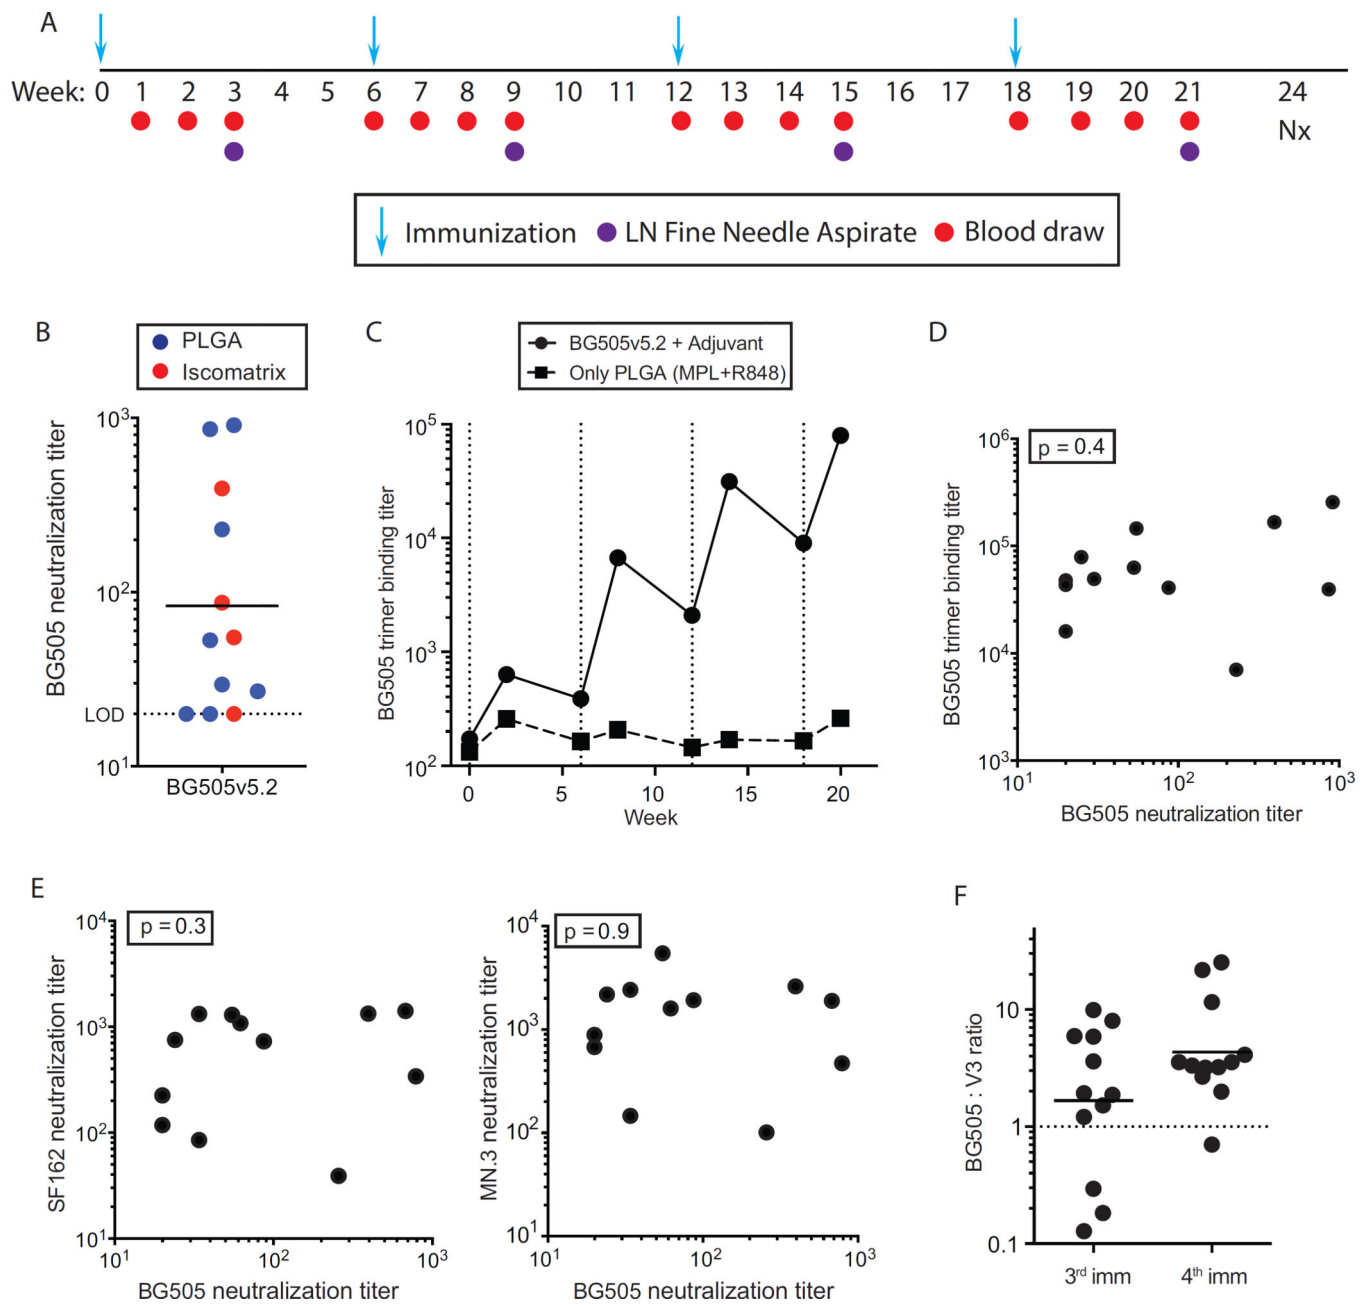 A
Week: 0 1 2 3 4 5 6 7 8 9 10 11 12 13 14 15 16 17 18 19 20 21 24
Nx
Immunization LN Fine Needle Aspirate Blood draw
B
PLGA
Iscomatrix
BG505 neutralization titer
10³
10²
LOD
10¹
BG505v5.2
C
BG505v5.2 + Adjuvant
Only PLGA (MPL+R848)
BG505 trimer binding titer
10⁵
10⁴
10³
10²
0 5 10 15 20
Week
D
p = 0.4
BG505 trimer binding titer
10⁶
10⁵
10⁴
10³
10¹ 10² 10³
BG505 neutralization titer
E
p = 0.3
SF162 neutralization titer
10⁴
10³
10²
10¹
10¹ 10² 10³
BG505 neutralization titer
p = 0.9
MN.3 neutralization titer
10⁴
10³
10²
10¹
10¹ 10² 10³
BG505 neutralization titer
F
BG505 : V3 ratio
10
1
0.1
3rd imm 4th imm